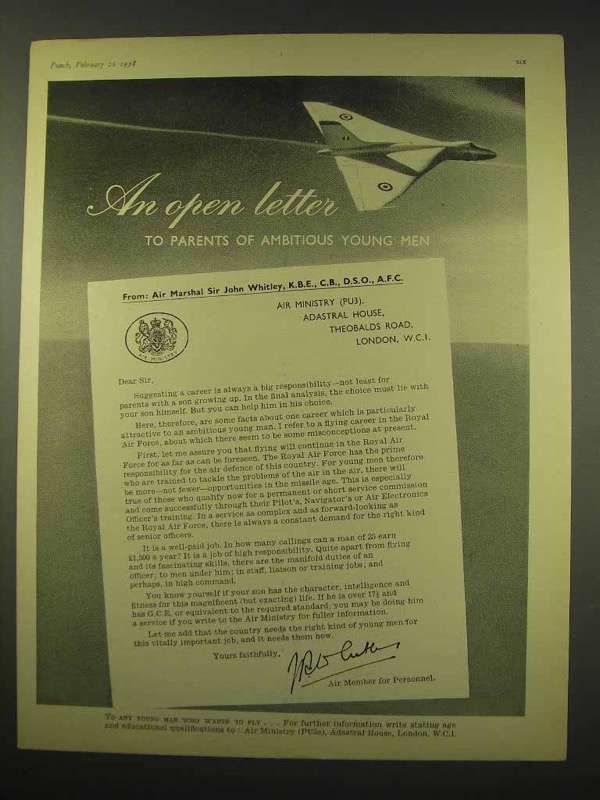 Punch, February 26 1958
xix
An open letter
TO PARENTS OF AMBITIOUS YOUNG MEN
From: Air Marshal Sir John Whitley, K.B.E., C.B., D.S.O., A.F.C.
AIR MINISTRY (PU3),
ADASTRAL HOUSE,
THEOBALDS ROAD,
LONDON, W.C.1.
AIR MINISTRY
Dear Sir,
Suggesting a career is always a big responsibility—not least for
parents with a son growing up. In the final analysis, the choice must lie with
your son himself. But you can help him in his choice.
Here, therefore, are some facts about one career which is particularly
attractive to an ambitious young man. I refer to a flying career in the Royal
Air Force, about which there seem to be some misconceptions at present.
First, let me assure you that flying will continue in the Royal Air
Force for as far as can be foreseen. The Royal Air Force has the prime
responsibility for the air defence of this country. For young men therefore
who are trained to tackle the problems of the air in the air, there will
be more—not fewer—opportunities in the missile age. This is especially
true of those who qualify now for a permanent or short service commission
and come successfully through their Pilot's, Navigator's or Air Electronics
Officer's training. In a service as complex and as forward-looking as
the Royal Air Force, there is always a constant demand for the right kind
of senior officers.
It is a well-paid job. In how many callings can a man of 25 earn
£1,500 a year? It is a job of high responsibility. Quite apart from flying
and its fascinating skills, there are the manifold duties of an
officer; to men under him; in staff, liaison or training jobs; and
perhaps, in high command.
You know yourself if your son has the character, intelligence and
fitness for this magnificent (but exacting) life. If he is over 17½ and
has G.C.E. or equivalent to the required standard, you may be doing him
a service if you write to the Air Ministry for fuller information.
Let me add that the country needs the right kind of young men for
this vitally important job, and it needs them now.
Yours faithfully,
Air Member for Personnel.
TO ANY YOUNG MAN WHO WANTS TO FLY . . . For further information write stating age
and educational qualifications to: Air Ministry (PU3a), Adastral House, London, W.C.1.